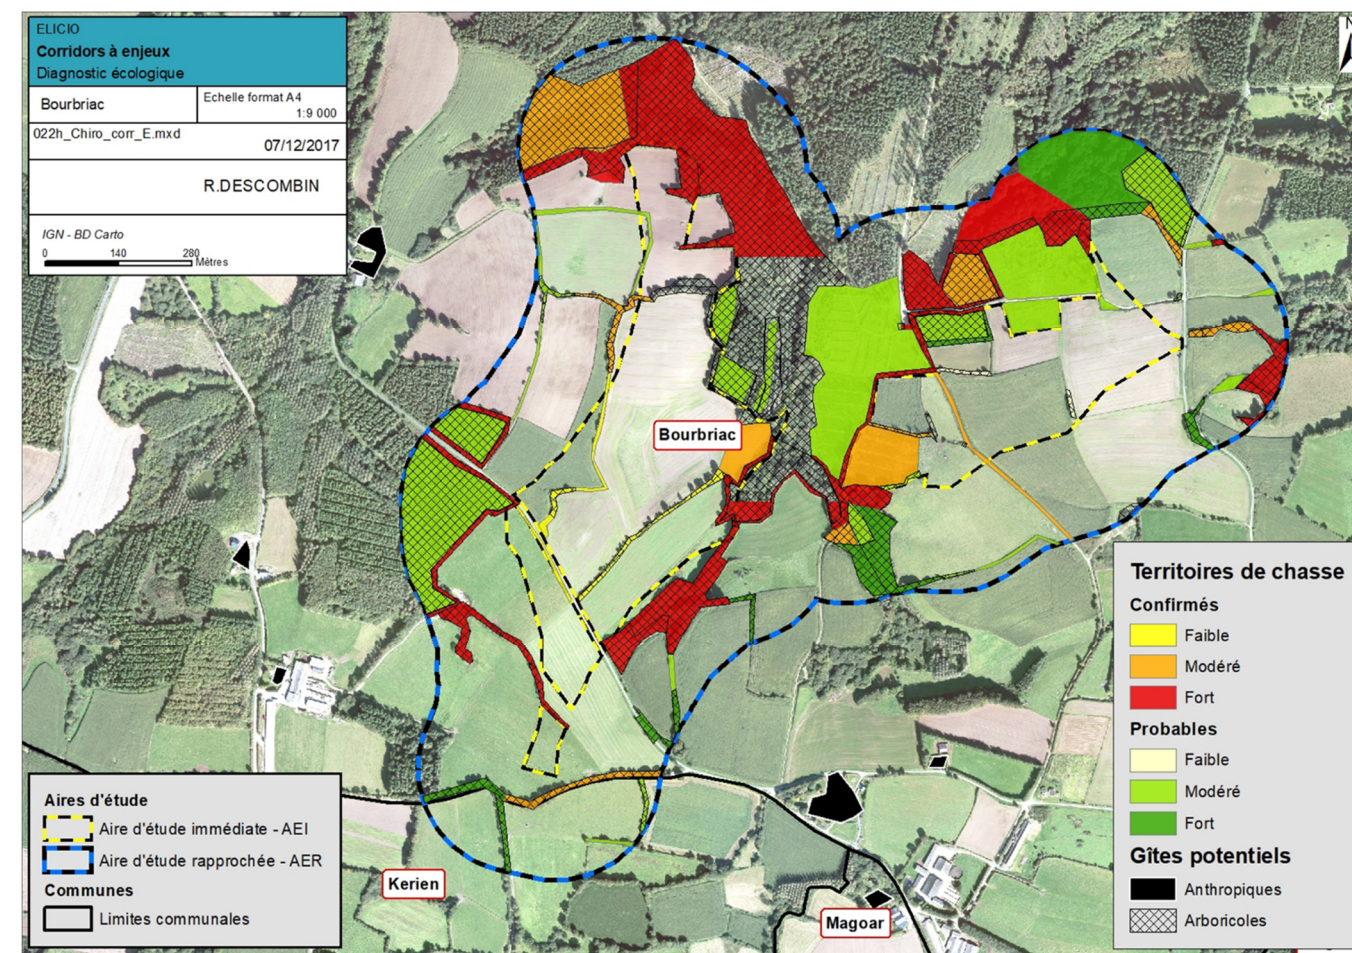 ELICIO
Corridors à enjeux
Diagnostic écologique
Bourbriac
Echelle format A4
1:9 000
022h_Chiro_corr_E.mxd
07/12/2017
R.DESCOMBIN
IGN - BD Carto
0 140 280
Mètres
N
Bourbriac
Kerien
Magoar
Aires d'étude
Aire d'étude immédiate - AEI
Aire d'étude rapprochée - AER
Communes
Limites communales
Territoires de chasse
Confirmés
Faible
Modéré
Fort
Probables
Faible
Modéré
Fort
Gîtes potentiels
Anthropiques
Arboricoles